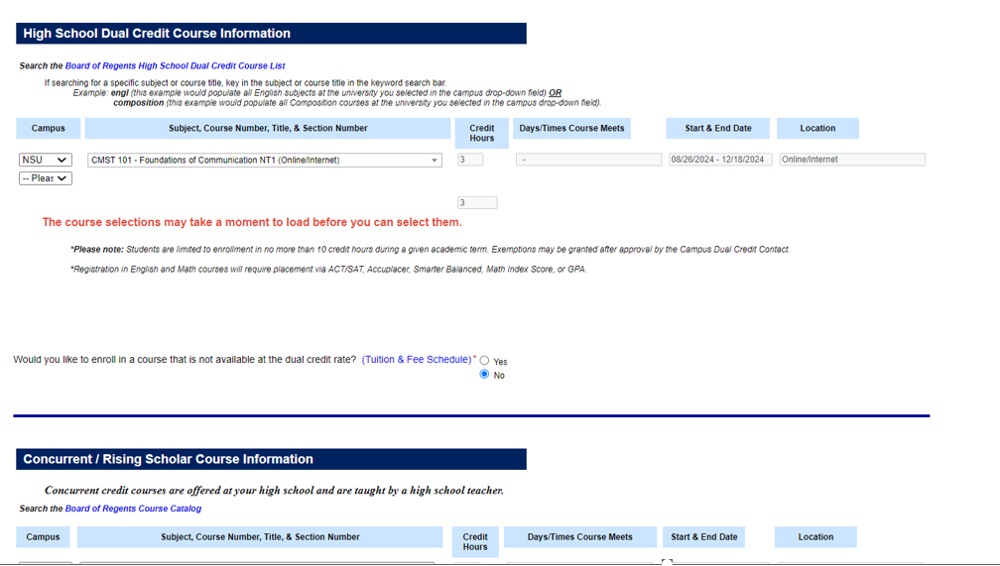 High School Dual Credit Course Information
Search the Board of Regents High School Dual Credit Course List
If searching for a specific subject or course title, key in the subject or course title in the keyword search bar.
Example: engl (this example would populate all English subjects at the university you selected in the campus drop-down field) OR
composition (this example would populate all Composition courses at the university you selected in the campus drop-down field).
Campus Subject, Course Number, Title, & Section Number Credit Hours Days/Times Course Meets Start & End Date Location
NSU CMST 101 - Foundations of Communication NT1 (Online/Internet) 3 - 08/26/2024 - 12/18/2024 Online/Internet
-- Pleas
3
The course selections may take a moment to load before you can select them.
*Please note: Students are limited to enrollment in no more than 10 credit hours during a given academic term. Exemptions may be granted after approval by the Campus Dual Credit Contact.
*Registration in English and Math courses will require placement via ACT/SAT, Accuplacer, Smarter Balanced, Math Index Score, or GPA.
Would you like to enroll in a course that is not available at the dual credit rate? (Tuition & Fee Schedule)* Yes
No
Concurrent / Rising Scholar Course Information
Concurrent credit courses are offered at your high school and are taught by a high school teacher.
Search the Board of Regents Course Catalog
Campus Subject, Course Number, Title, & Section Number Credit Hours Days/Times Course Meets Start & End Date Location